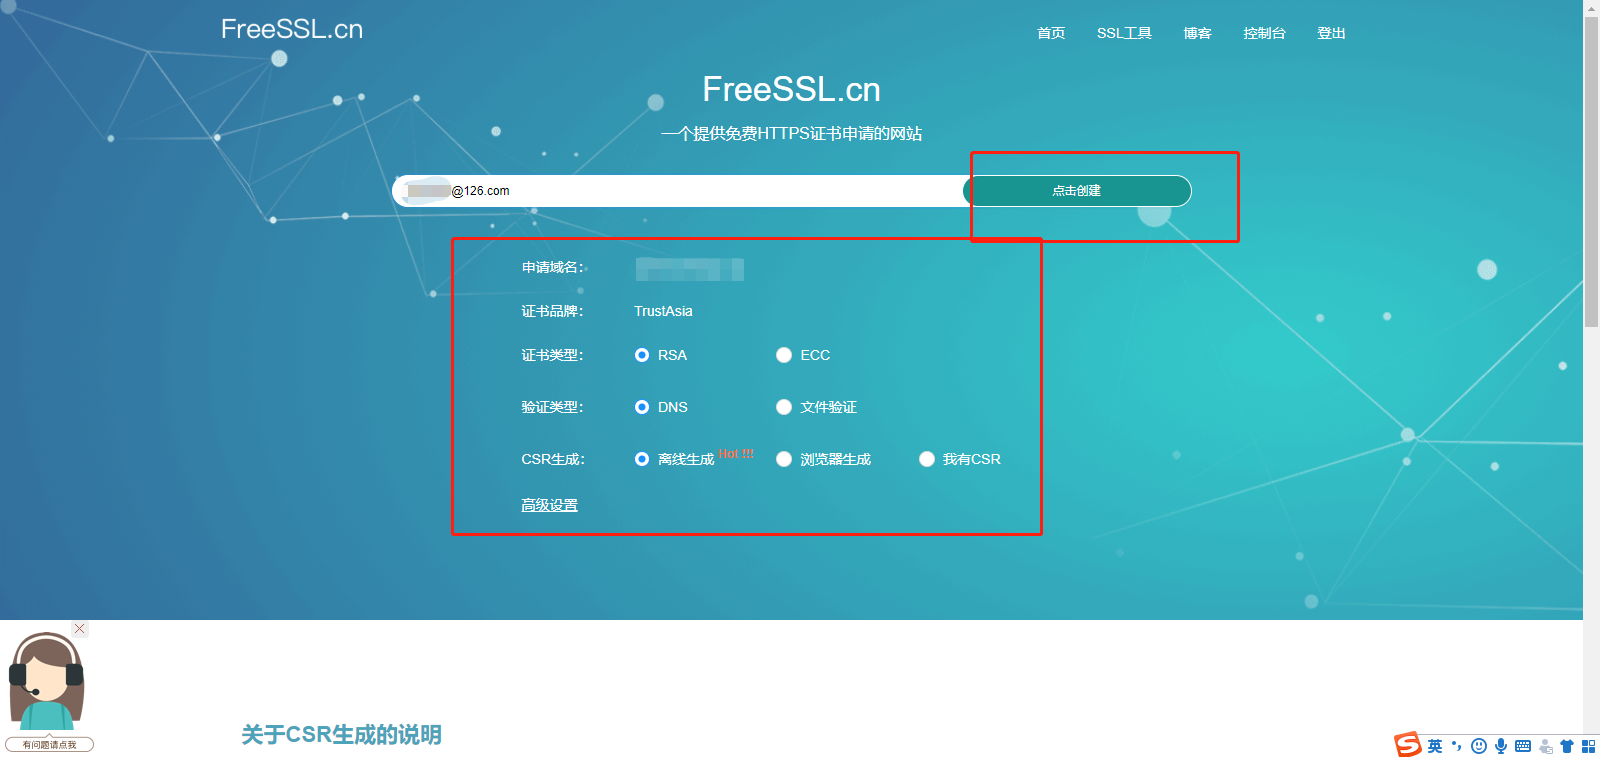 FreeSSL.cn
首页 SSL工具 博客 控制台 登出
FreeSSL.cn
一个提供免费HTTPS证书申请的网站
@126.com 点击创建
申请域名：
证书品牌： TrustAsia
证书类型： RSA ECC
验证类型： DNS 文件验证
CSR生成： 离线生成 Hot !!! 浏览器生成 我有CSR
高级设置
有问题请点我
关于CSR生成的说明
英